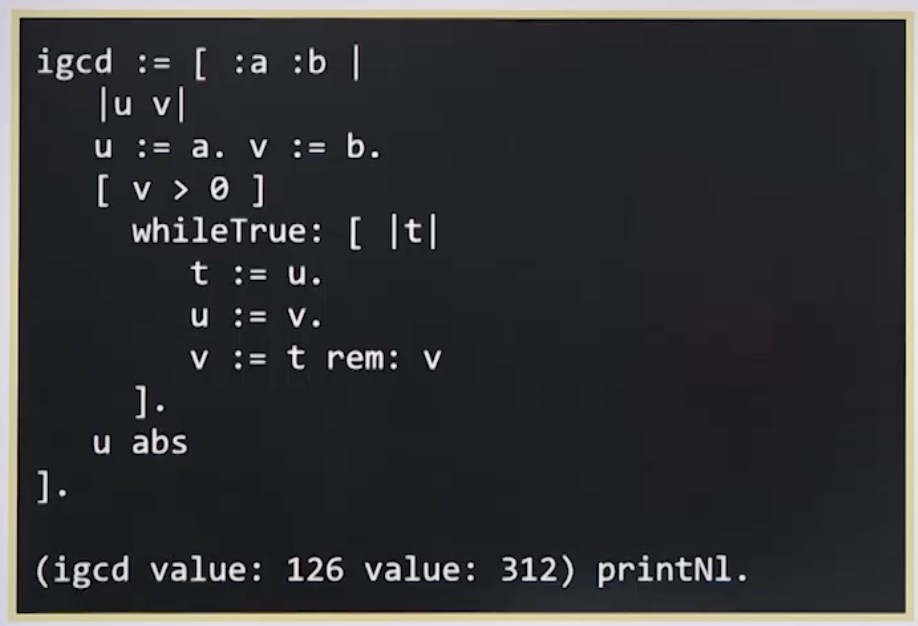 igcd := [ :a :b |
|u v|
u := a. v := b.
[ v > 0 ]
whileTrue: [ |t|
t := u.
u := v.
v := t rem: v
].
u abs
].
(igcd value: 126 value: 312) printNl.